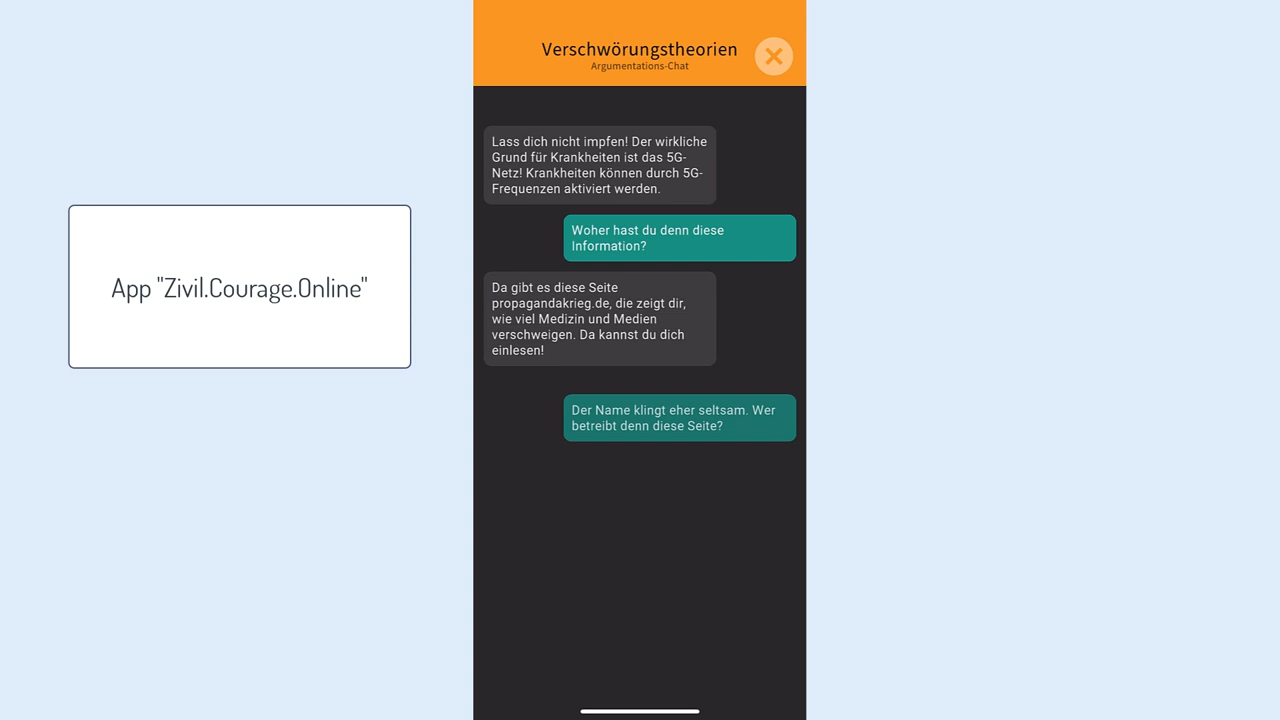 Verschwörungstheorien
Argumentations-Chat
Lass dich nicht impfen! Der wirkliche
Grund für Krankheiten ist das 5G-
Netz! Krankheiten können durch 5G-
Frequenzen aktiviert werden.
Woher hast du denn diese
Information?
App "Zivil.Courage.Online"
Da gibt es diese Seite
propagandakrieg.de, die zeigt dir,
wie viel Medizin und Medien
verschweigen. Da kannst du dich
einlesen!
Der Name klingt eher seltsam. Wer
betreibt denn diese Seite?